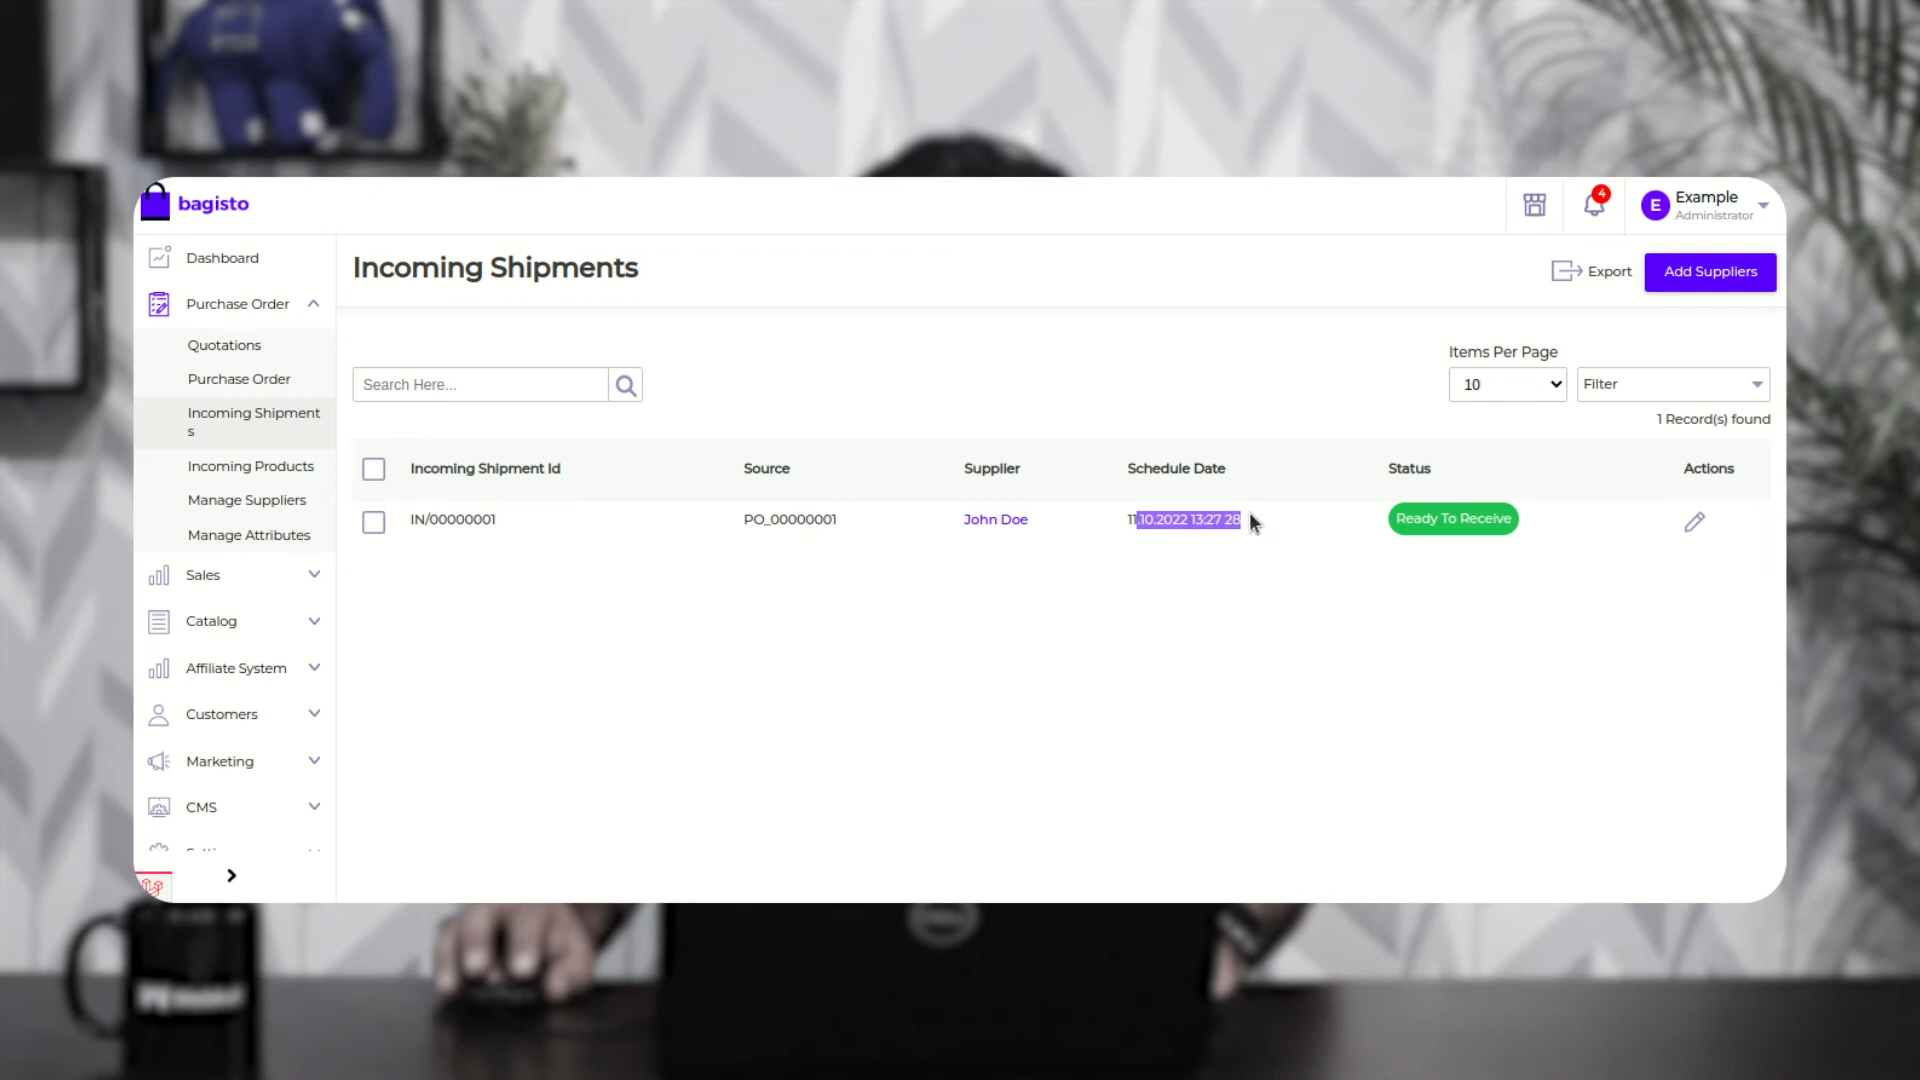 bagisto
4
E
Example
Administrator
Dashboard
Purchase Order
Quotations
Purchase Order
Incoming Shipment
s
Incoming Products
Manage Suppliers
Manage Attributes
Sales
Catalog
Affiliate System
Customers
Marketing
CMS
Incoming Shipments
Export
Add Suppliers
Items Per Page
Search Here...
10
Filter
1 Record(s) found
Incoming Shipment Id Source Supplier Schedule Date Status Actions
IN/00000001 PO_00000001 John Doe 11.10.2022 13:27 28 Ready To Receive